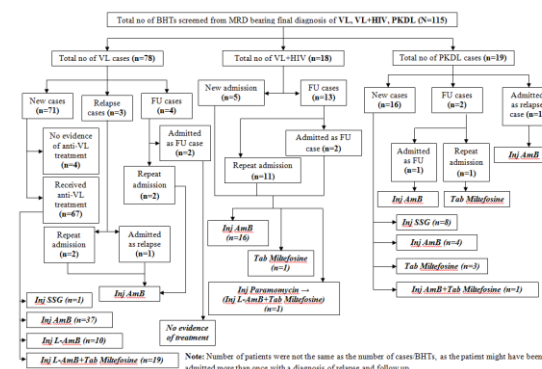 Total no of BHTs screened from MRD bearing final diagnosis of VL, VL+HIV, PKDL (N=115)
Total no of VL cases (n=78)
Total no of VL+HIV (n=18)
Total no of PKDL cases (n=19)
New cases
(n=71)
Relapse
cases (n=3)
FU cases
(n=4)
New admission
(n=5)
FU cases
(n=13)
New cases
(n=16)
FU cases
(n=2)
Admitted
as relapse
case (n=1
No evidence
of anti-VL
treatment
(n=4)
Received
anti-VL
treatment
(n=67)
Admitted
as FU case
(n=2)
Repeat
admission
(n=2)
Repeat
admission
(n=2)
Admitted
as relapse
(n=1)
Inj AmB
Inj SSG (n=1)
Inj AmB (n=37)
Inj L-AmB (n=10)
Inj L-AmB+Tab Miltefosine (n=19)
No evidence
of treatment
Admitted as FU
case (n=2)
Repeat admission
(n=11)
Inj AmB
(n=16)
Tab Miltefosine
(n=1)
Inj Paramomycin →
(Inj L-AmB+Tab Miltefosine)
(n=1)
Admitted
as FU
(n=1)
Repeat
admission
(n=1)
Inj AmB
Inj AmB
Tab Miltefosine
Inj SSG (n=8)
Inj AmB (n=4)
Tab Miltefosine (n=3)
Inj AmB+Tab Miltefosine (n=1)
Note: Number of patients were not the same as the number of cases/BHTs, as the patient might have been
admitted more than once with a diagnosis of relapse and follow up